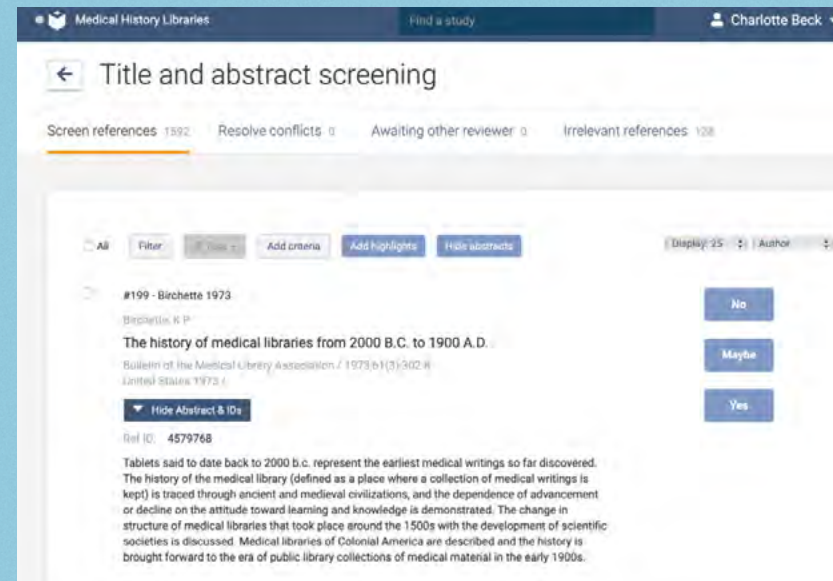 Medical History Libraries
Find a study
Charlotte Beck
Title and abstract screening
Screen references 1592 Resolve conflicts 0 Awaiting other reviewer 0 Irrelevant references 128
All Filter Add criteria Add highlights Hide abstracts Display: 25 Author
#199 - Birchette 1973
Birchette, K P
No
The history of medical libraries from 2000 B.C. to 1900 A.D.
Bulletin of the Medical Library Association / 1973;61(3):302-8
United States 1973 /
Maybe
Hide Abstract & IDs
Yes
Ref ID: 4579768
Tablets said to date back to 2000 b.c. represent the earliest medical writings so far discovered.
The history of the medical library (defined as a place where a collection of medical writings is
kept) is traced through ancient and medieval civilizations, and the dependence of advancement
or decline on the attitude toward learning and knowledge is demonstrated. The change in
structure of medical libraries that took place around the 1500s with the development of scientific
societies is discussed. Medical libraries of Colonial America are described and the history is
brought forward to the era of public library collections of medical material in the early 1900s.